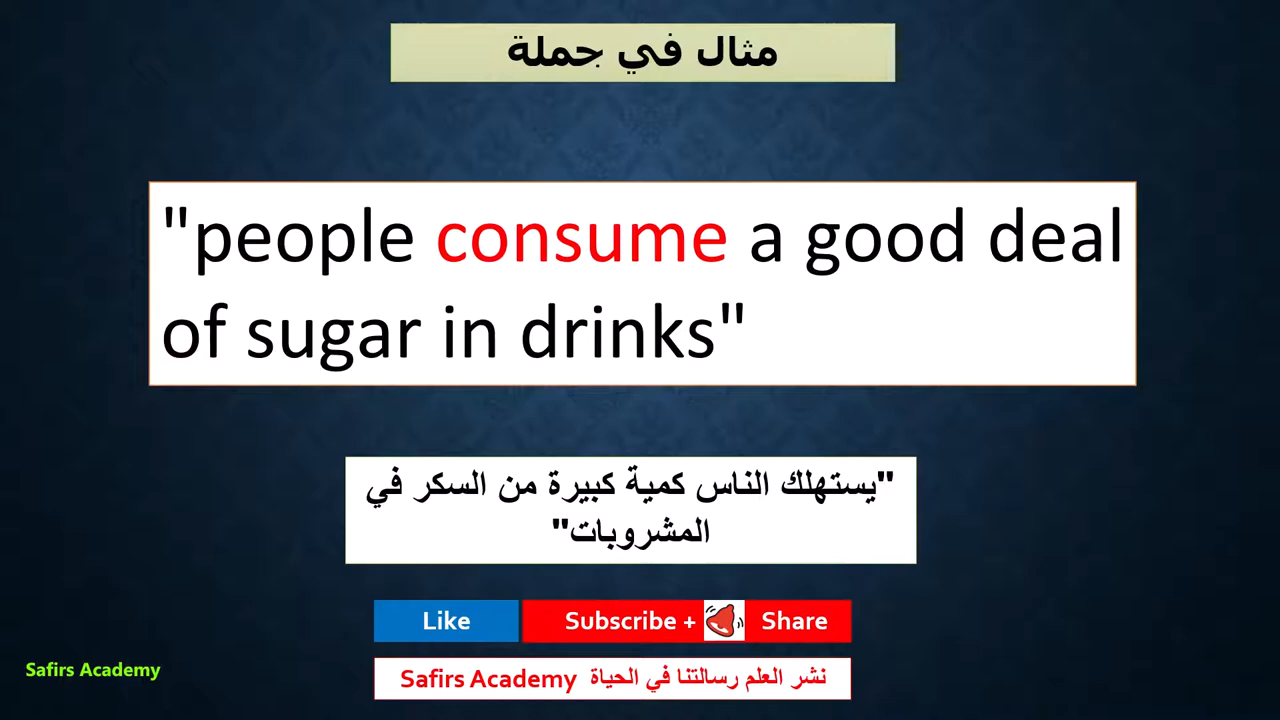 مثال في جملة
"people consume a good deal
of sugar in drinks"
"يستهلك الناس كمية كبيرة من السكر في
المشروبات"
Like Subscribe + Share
Safirs Academy
Safirs Academy نشر العلم رسالتنا في الحياة